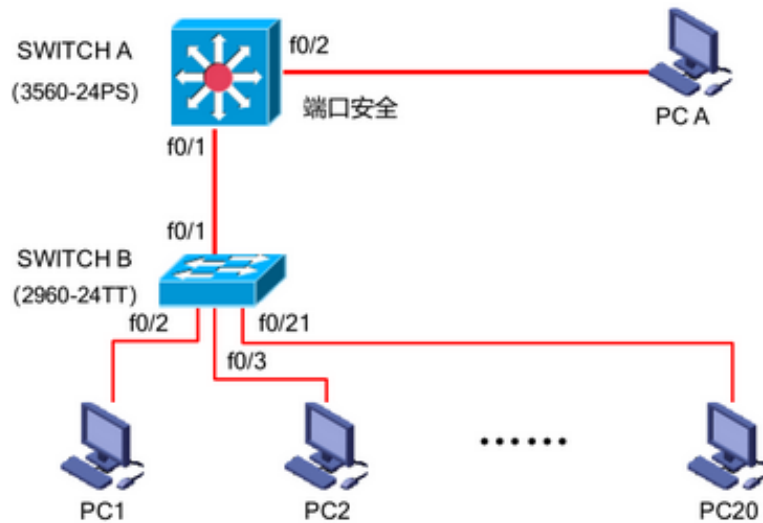 SWITCH A
(3560-24PS)
f0/2
端口安全
PC A
f0/1
f0/1
SWITCH B
(2960-24TT)
f0/2
f0/3
f0/21
PC1
PC2
······
PC20